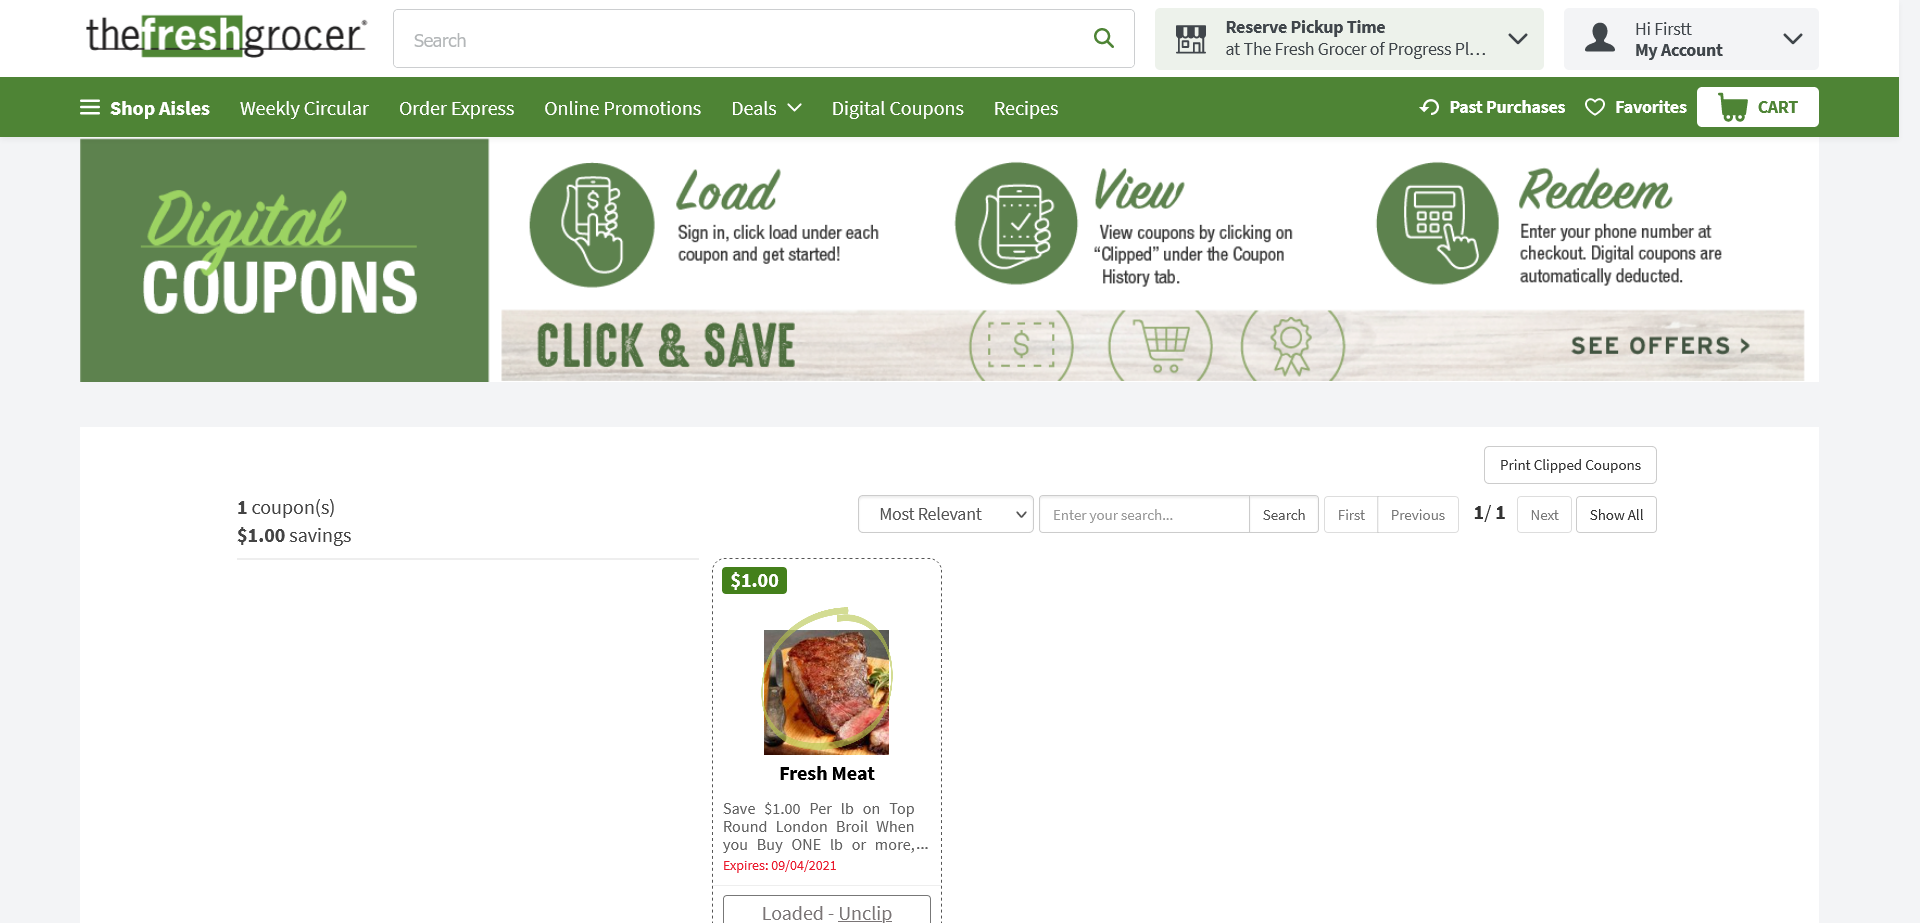 thefreshgrocer®
Search
Reserve Pickup Time
at The Fresh Grocer of Progress Pl...
Hi Firstt
My Account
Shop Aisles
Weekly Circular
Order Express
Online Promotions
Deals
Digital Coupons
Recipes
Past Purchases
Favorites
CART
Digital
COUPONS
Load
Sign in, click load under each
coupon and get started!
View
View coupons by clicking on
“Clipped” under the Coupon
History tab.
Redeem
Enter your phone number at
checkout. Digital coupons are
automatically deducted.
CLICK & SAVE
$
SEE OFFERS >
Print Clipped Coupons
1 coupon(s)
$1.00 savings
Most Relevant
Enter your search...
Search
First
Previous
1/ 1
Next
Show All
$1.00
Fresh Meat
Save $1.00 Per lb on Top
Round London Broil When
you Buy ONE lb or more,...
Expires: 09/04/2021
Loaded - Unclip